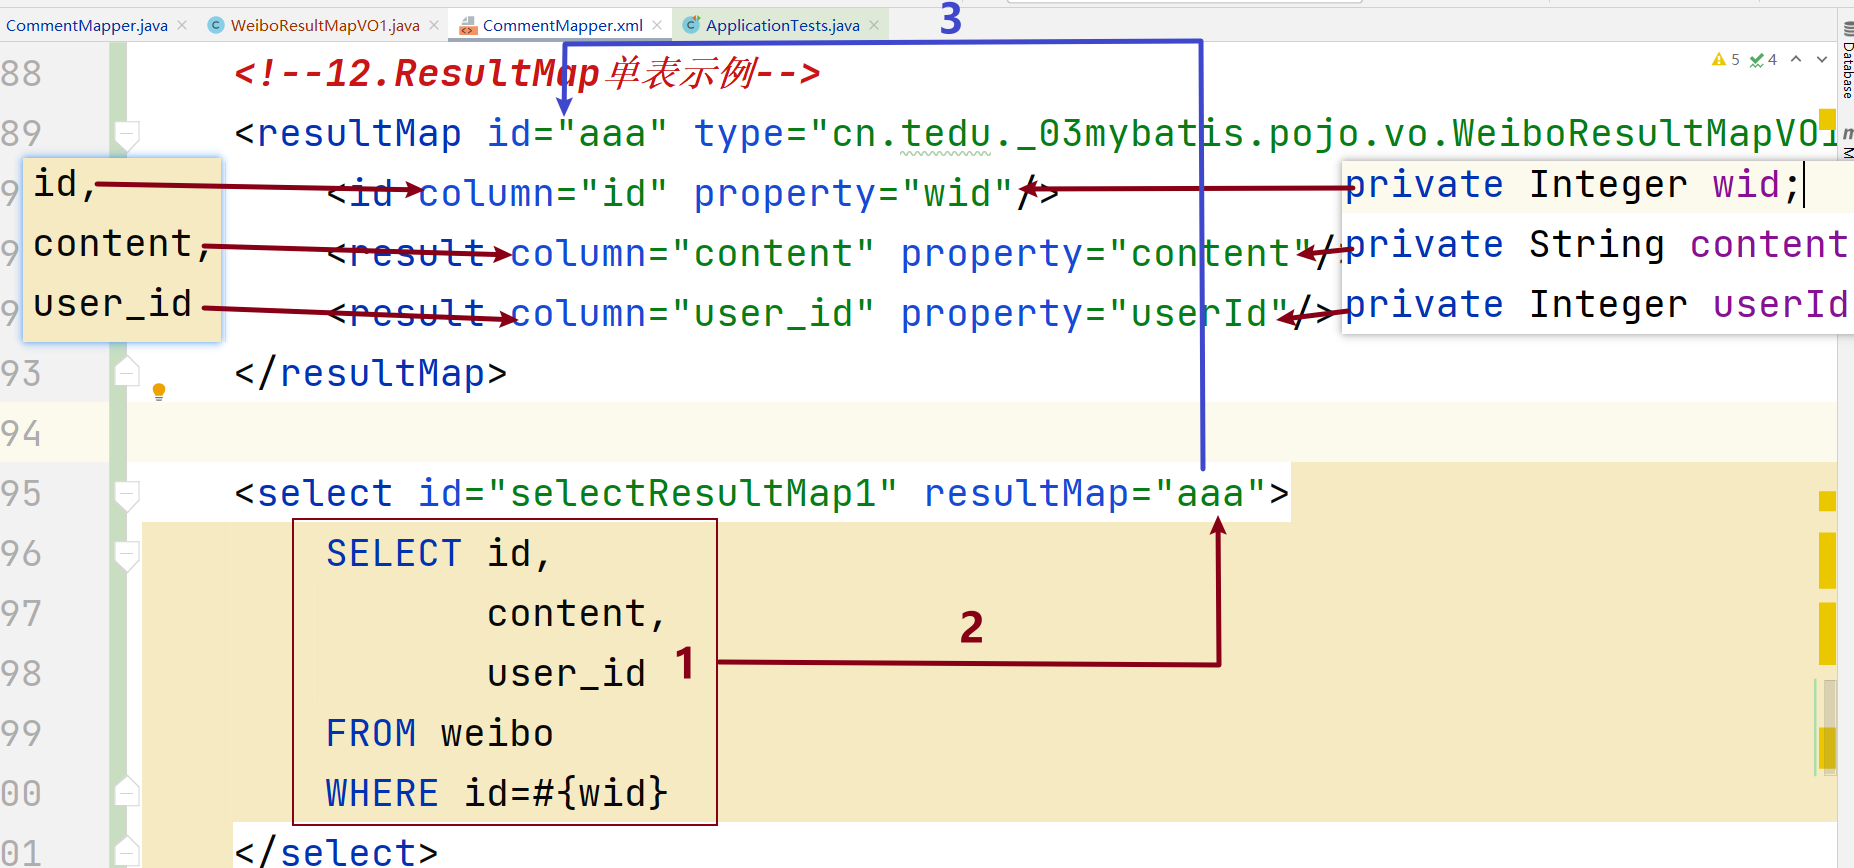 CommentMapper.java WeiboResultMapVO1.java CommentMapper.xml ApplicationTests.java
3
5 4
Database
88 <!--12.ResultMap单表示例-->
89 <resultMap id="aaa" type="cn.tedu._03mybatis.pojo.vo.WeiboResultMapVO1
9 <id column="id" property="wid"/>
9 <result column="content" property="content"/>
9 <result column="user_id" property="userId"/>
id,
content,
user_id
private Integer wid;
private String content
private Integer userId
93 </resultMap>
94
95 <select id="selectResultMap1" resultMap="aaa">
96 SELECT id,
97 content,
98 user_id
1
2
99 FROM weibo
00 WHERE id=#{wid}
01 </select>